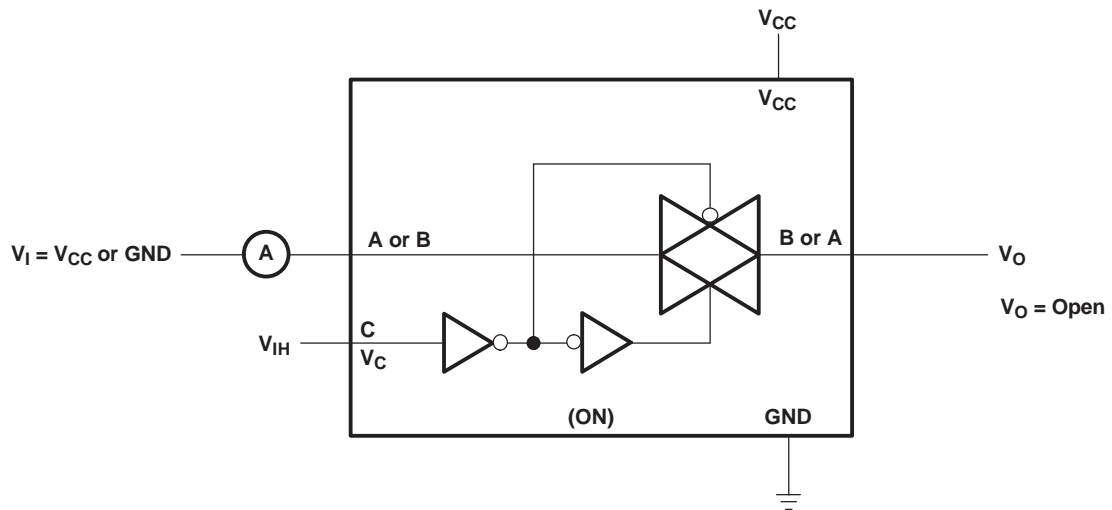 VCC
VCC
VI = VCC or GND
A
A or B
B or A
VO
VO = Open
VIH
C
VC
(ON)
GND